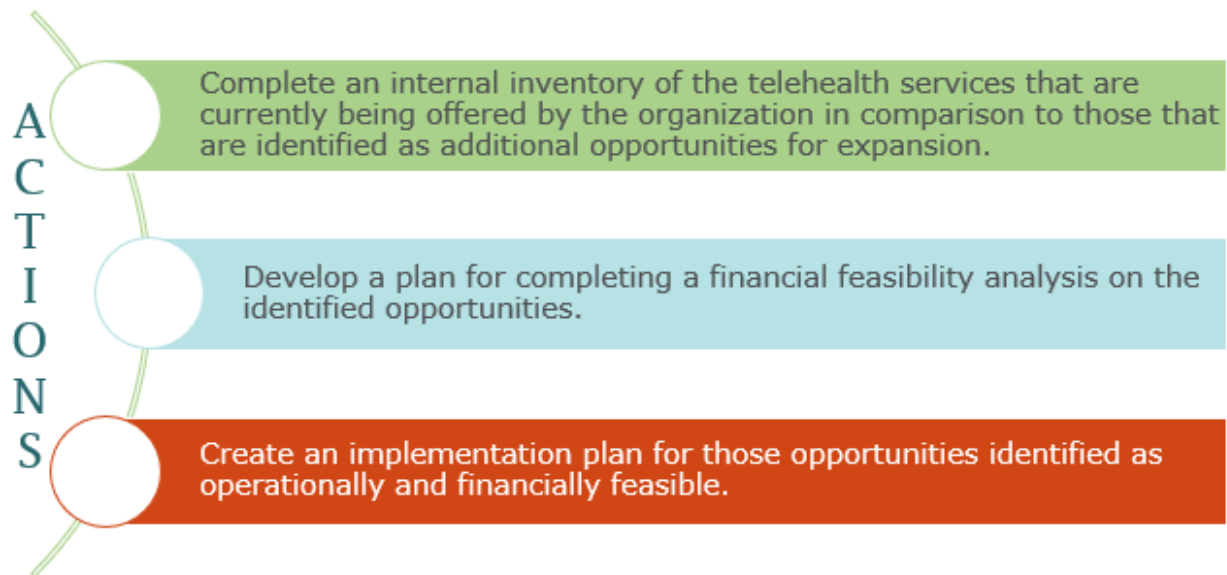 ACTIONS
Complete an internal inventory of the telehealth services that are
currently being offered by the organization in comparison to those that
are identified as additional opportunities for expansion.
Develop a plan for completing a financial feasibility analysis on the
identified opportunities.
Create an implementation plan for those opportunities identified as
operationally and financially feasible.